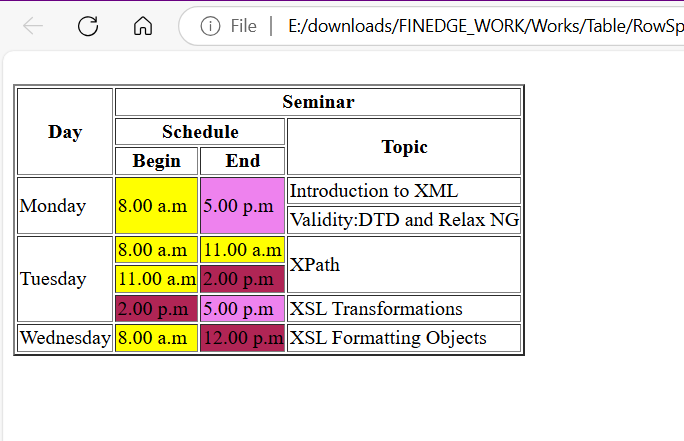 File | E:/downloads/FINEDGE_WORK/Works/Table/RowSp
Seminar
Day
Schedule
Topic
Begin End
Monday 8.00 a.m 5.00 p.m Introduction to XML
Validity:DTD and Relax NG
Tuesday 8.00 a.m 11.00 a.m XPath
11.00 a.m 2.00 p.m
2.00 p.m 5.00 p.m XSL Transformations
Wednesday 8.00 a.m 12.00 p.m XSL Formatting Objects